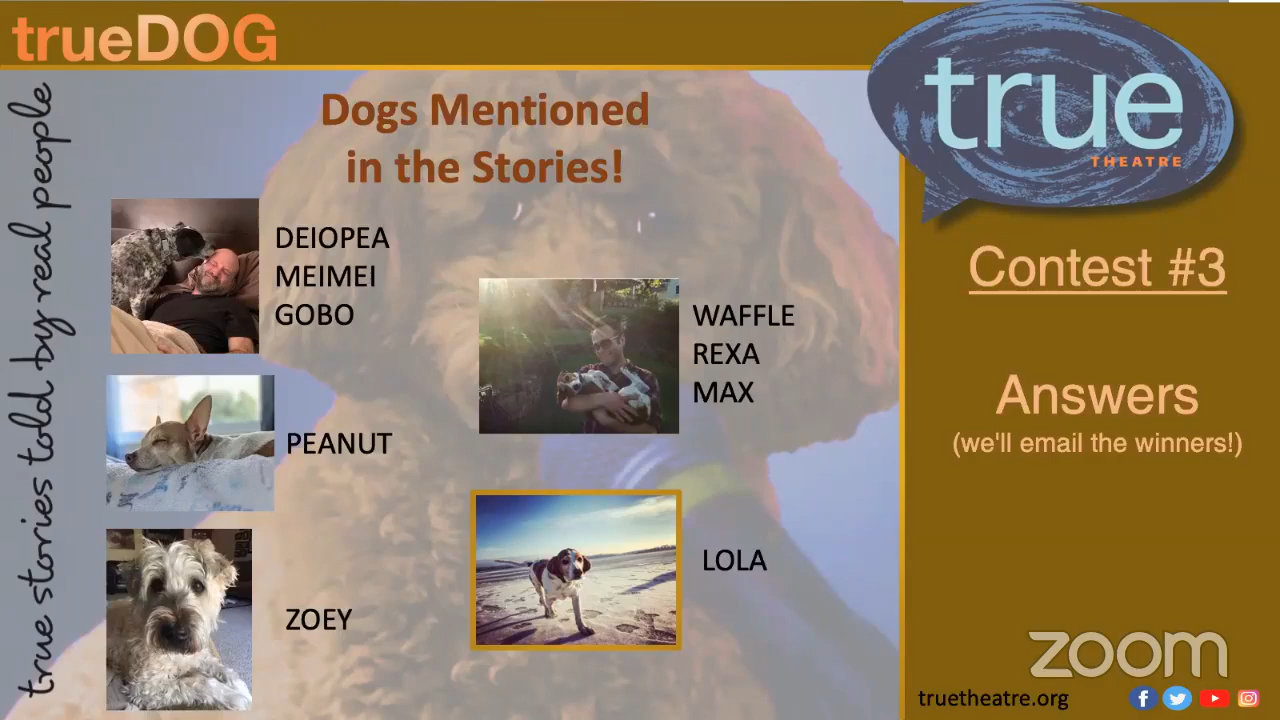 trueDOG
true stories told by real people
Dogs Mentioned
in the Stories!
DEIOPEA
MEIMEI
GOBO
PEANUT
ZOEY
WAFFLE
REXA
MAX
LOLA
true
THEATRE
Contest #3
Answers
(we'll email the winners!)
zoom
truetheatre.org